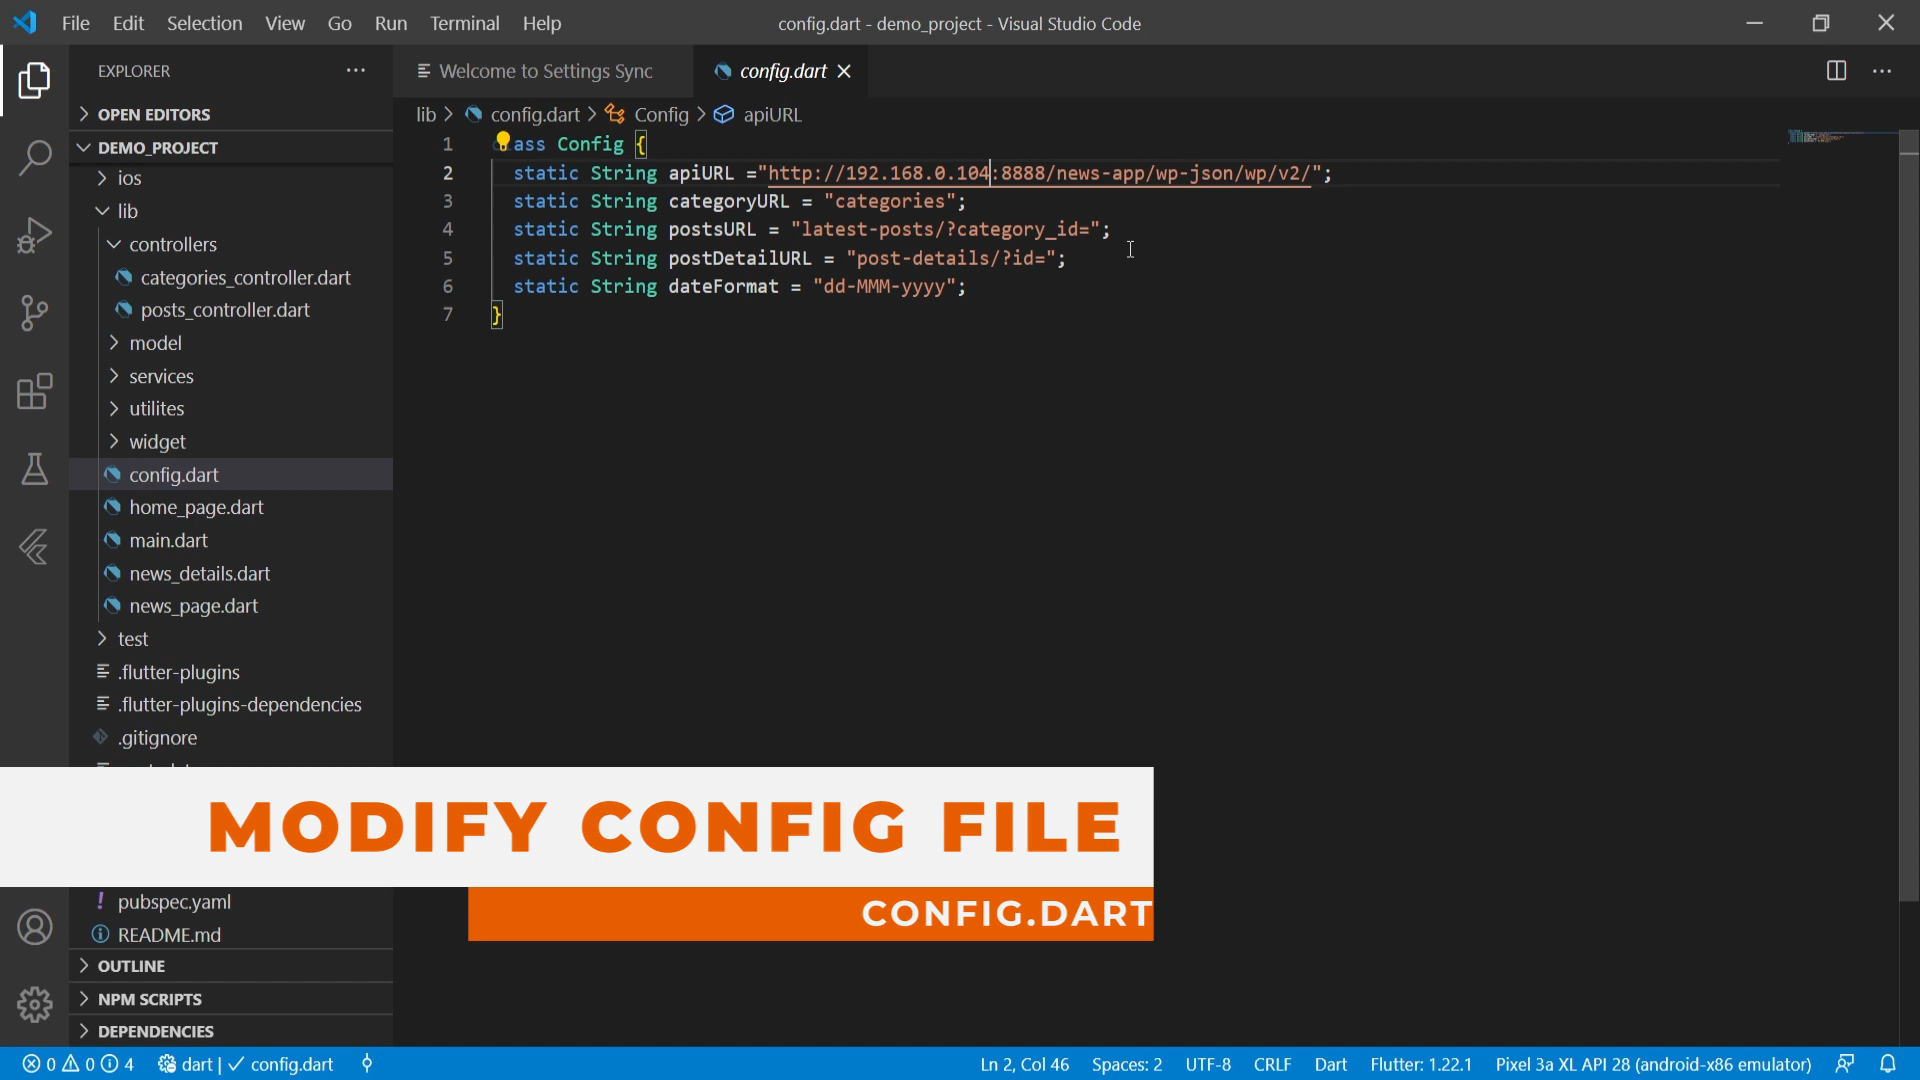 File Edit Selection View Go Run Terminal Help
config.dart - demo_project - Visual Studio Code
EXPLORER
OPEN EDITORS
DEMO_PROJECT
ios
lib
controllers
categories_controller.dart
posts_controller.dart
model
services
utilites
widget
config.dart
home_page.dart
main.dart
news_details.dart
news_page.dart
test
.flutter-plugins
.flutter-plugins-dependencies
.gitignore
pubspec.yaml
README.md
OUTLINE
NPM SCRIPTS
DEPENDENCIES
Welcome to Settings Sync config.dart
lib > config.dart > Config > apiURL
1 ass Config {
2 static String apiURL ="http://192.168.0.104:8888/news-app/wp-json/wp/v2/";
3 static String categoryURL = "categories";
4 static String postsURL = "latest-posts/?category_id=";
5 static String postDetailURL = "post-details/?id=";
6 static String dateFormat = "dd-MMM-yyyy";
7 }
MODIFY CONFIG FILE
CONFIG.DART
0 0 4 dart | config.dart Ln 2, Col 46 Spaces: 2 UTF-8 CRLF Dart Flutter: 1.22.1 Pixel 3a XL API 28 (android-x86 emulator)